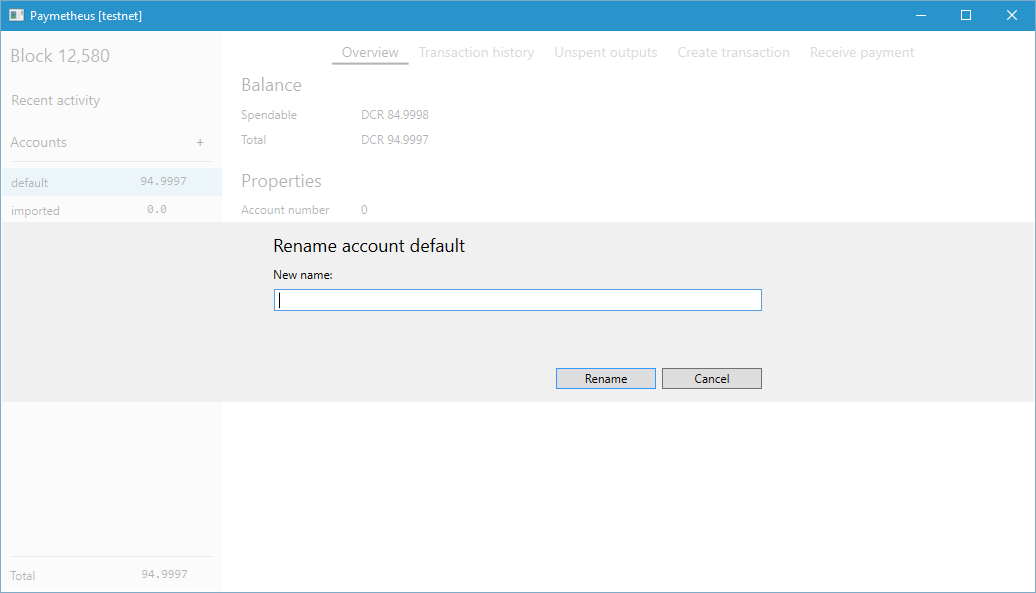 Paymetheus [testnet]
Block 12,580
Recent activity
Accounts +
default 94.9997
imported 0.0
Overview Transaction history Unspent outputs Create transaction Receive payment
Balance
Spendable DCR 84.9998
Total DCR 94.9997
Properties
Account number 0
Rename account default
New name:
Rename Cancel
Total 94.9997